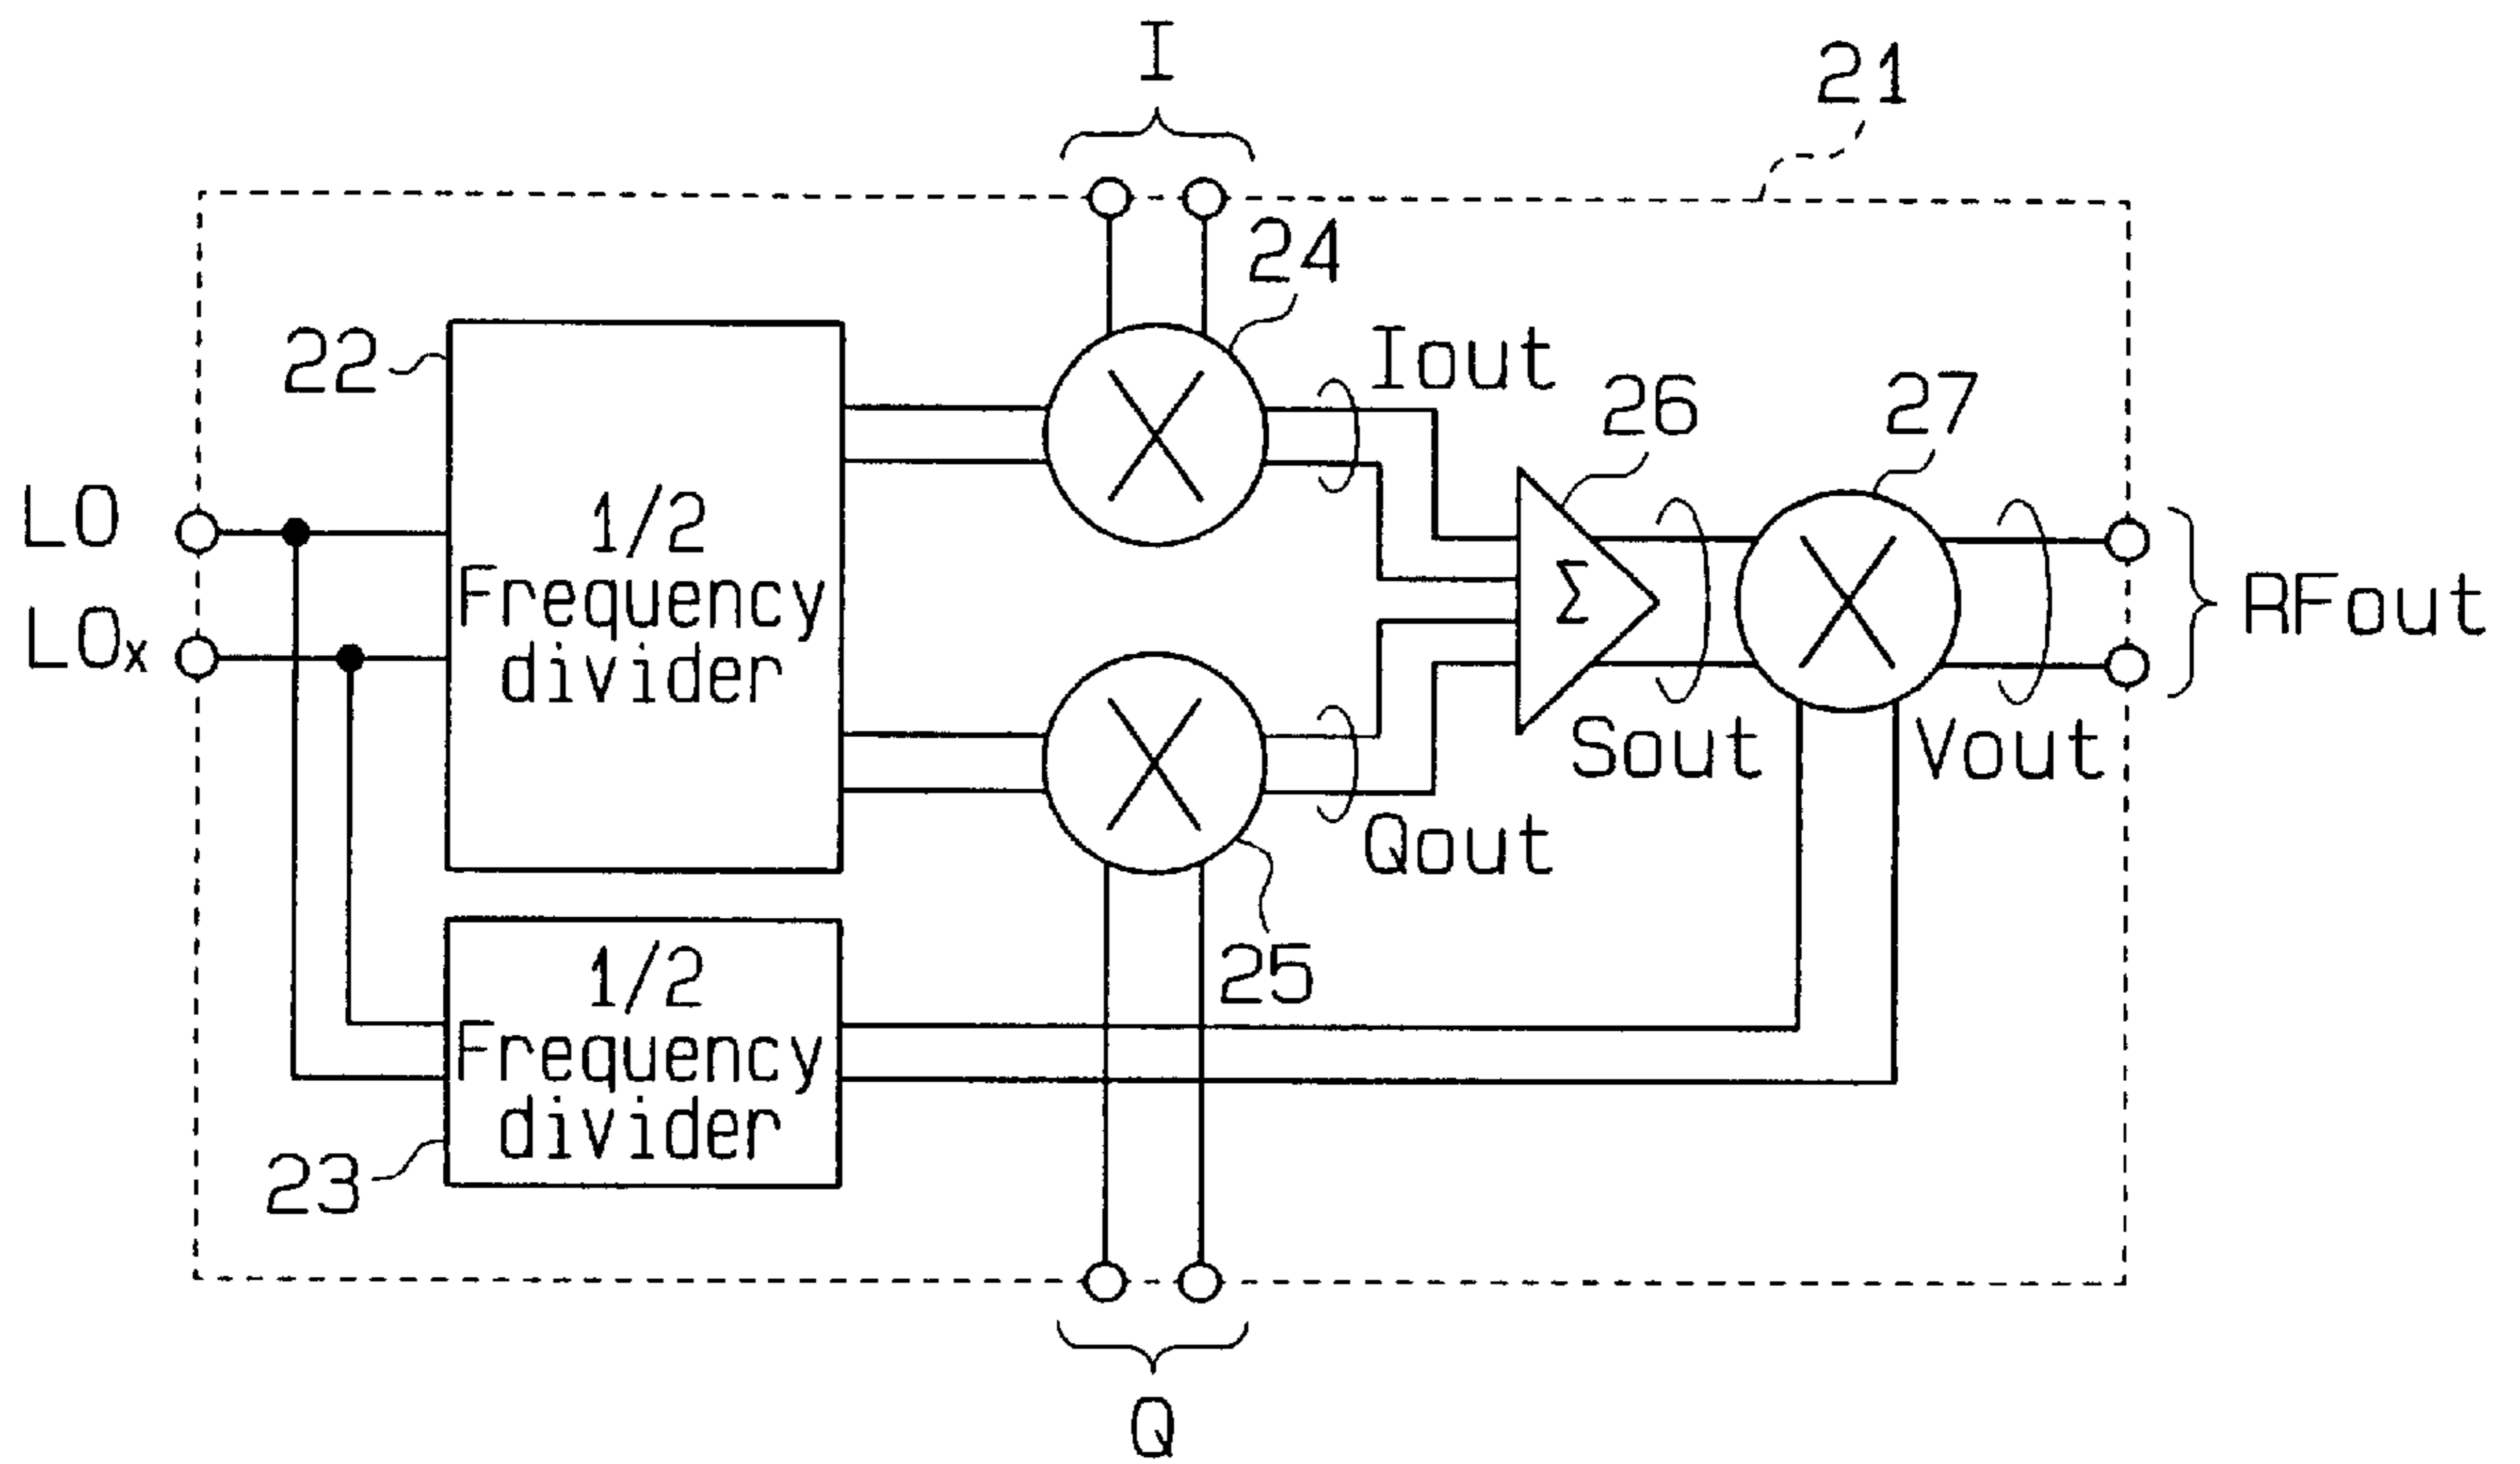 I
21
24
22
Iout
26
27
LO
1/2
Frequency
divider
Σ
RFout
LOx
Sout
Vout
Qout
25
1/2
Frequency
divider
23
Q